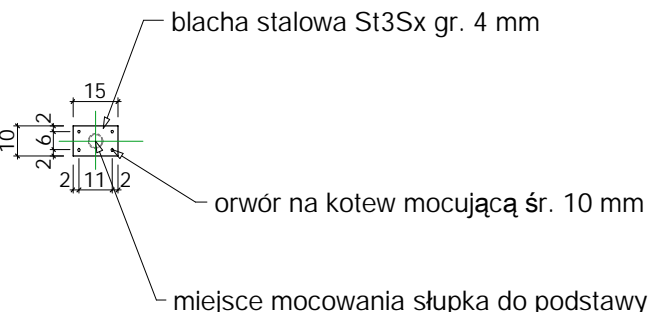 blacha stalowa St3Sx gr. 4 mm
15
2
10
6
2
2 11 2
orwór na kotew mocującą śr. 10 mm
miejsce mocowania słupka do podstawy